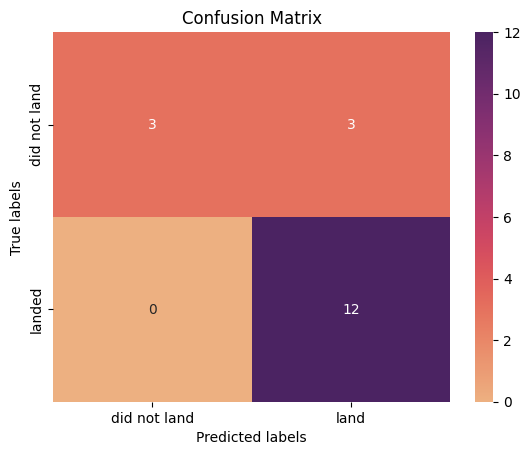 Confusion Matrix
True labels
did not land
landed
3
3
0
12
did not land
land
Predicted labels
12
10
8
6
4
2
0